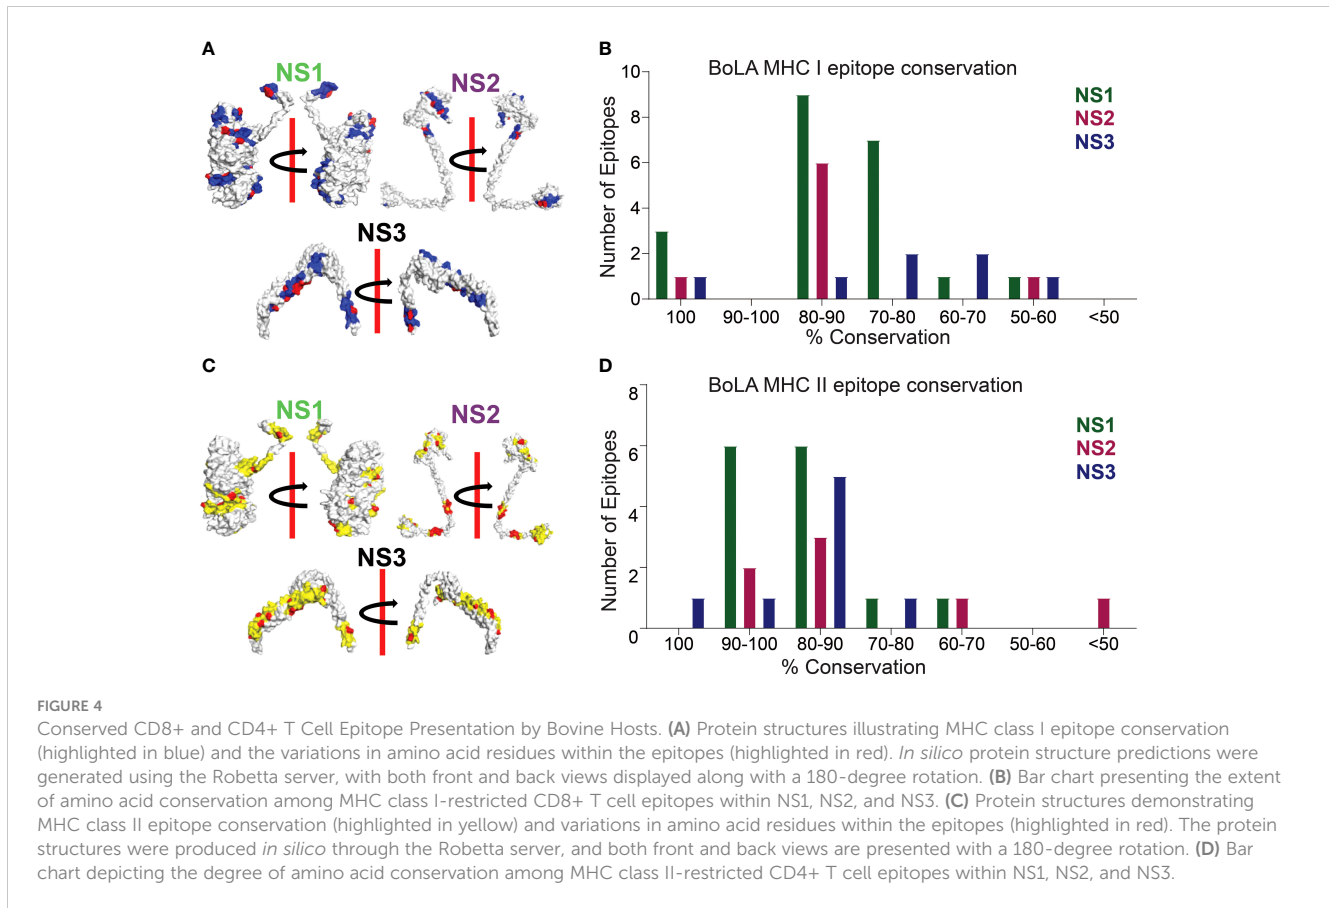 A
NS1
NS2
NS3
B
BoLA MHC I epitope conservation
NS1
NS2
NS3
Number of Epitopes
10
8
6
4
2
0
100 90-100 80-90 70-80 60-70 50-60 <50
% Conservation
C
NS1
NS2
NS3
D
BoLA MHC II epitope conservation
NS1
NS2
NS3
Number of Epitopes
8
6
4
2
0
100 90-100 80-90 70-80 60-70 50-60 <50
% Conservation
FIGURE 4
Conserved CD8+ and CD4+ T Cell Epitope Presentation by Bovine Hosts. (A) Protein structures illustrating MHC class I epitope conservation
(highlighted in blue) and the variations in amino acid residues within the epitopes (highlighted in red). In silico protein structure predictions were
generated using the Robetta server, with both front and back views displayed along with a 180-degree rotation. (B) Bar chart presenting the extent
of amino acid conservation among MHC class I-restricted CD8+ T cell epitopes within NS1, NS2, and NS3. (C) Protein structures demonstrating
MHC class II epitope conservation (highlighted in yellow) and variations in amino acid residues within the epitopes (highlighted in red). The protein
structures were produced in silico through the Robetta server, and both front and back views are presented with a 180-degree rotation. (D) Bar
chart depicting the degree of amino acid conservation among MHC class II-restricted CD4+ T cell epitopes within NS1, NS2, and NS3.